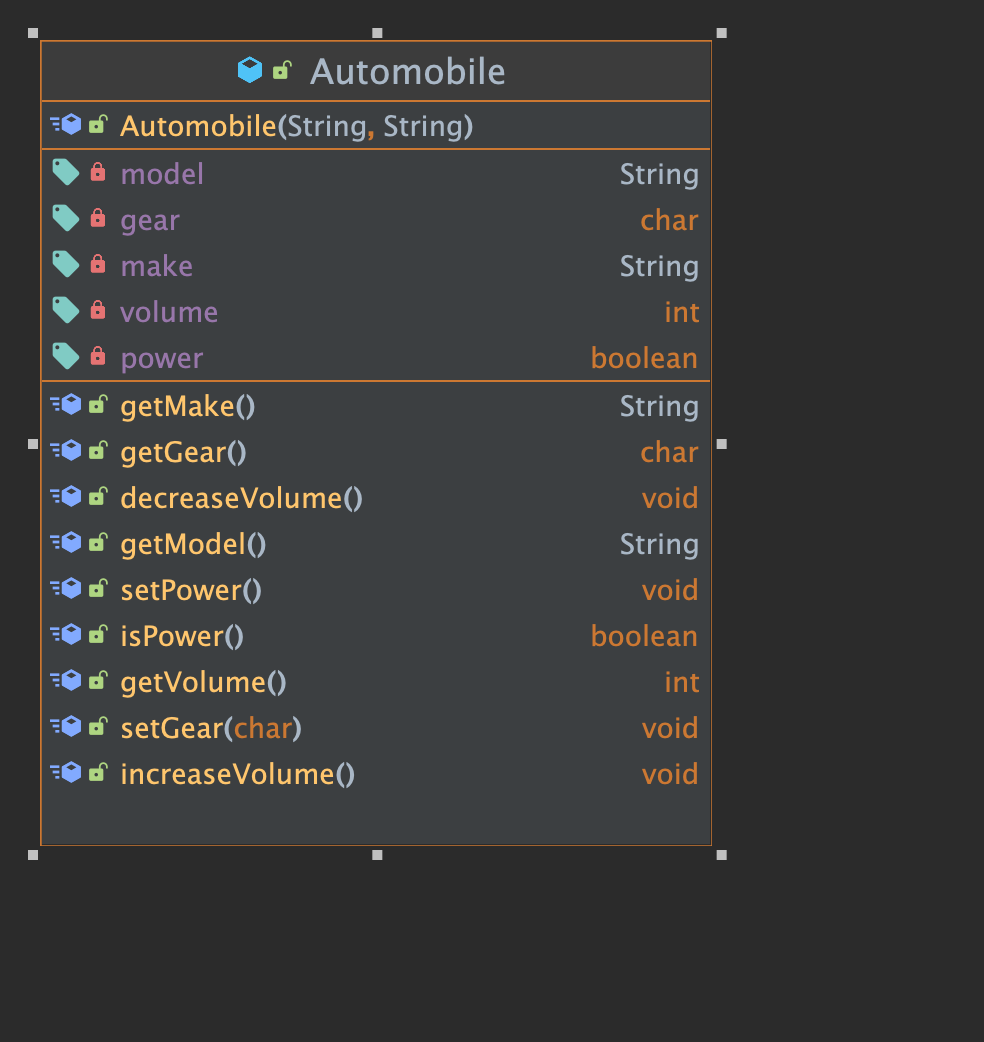 Automobile
Automobile(String, String)
model String
gear char
make String
volume int
power boolean
getMake() String
getGear() char
decreaseVolume() void
getModel() String
setPower() void
isPower() boolean
getVolume() int
setGear(char) void
increaseVolume() void